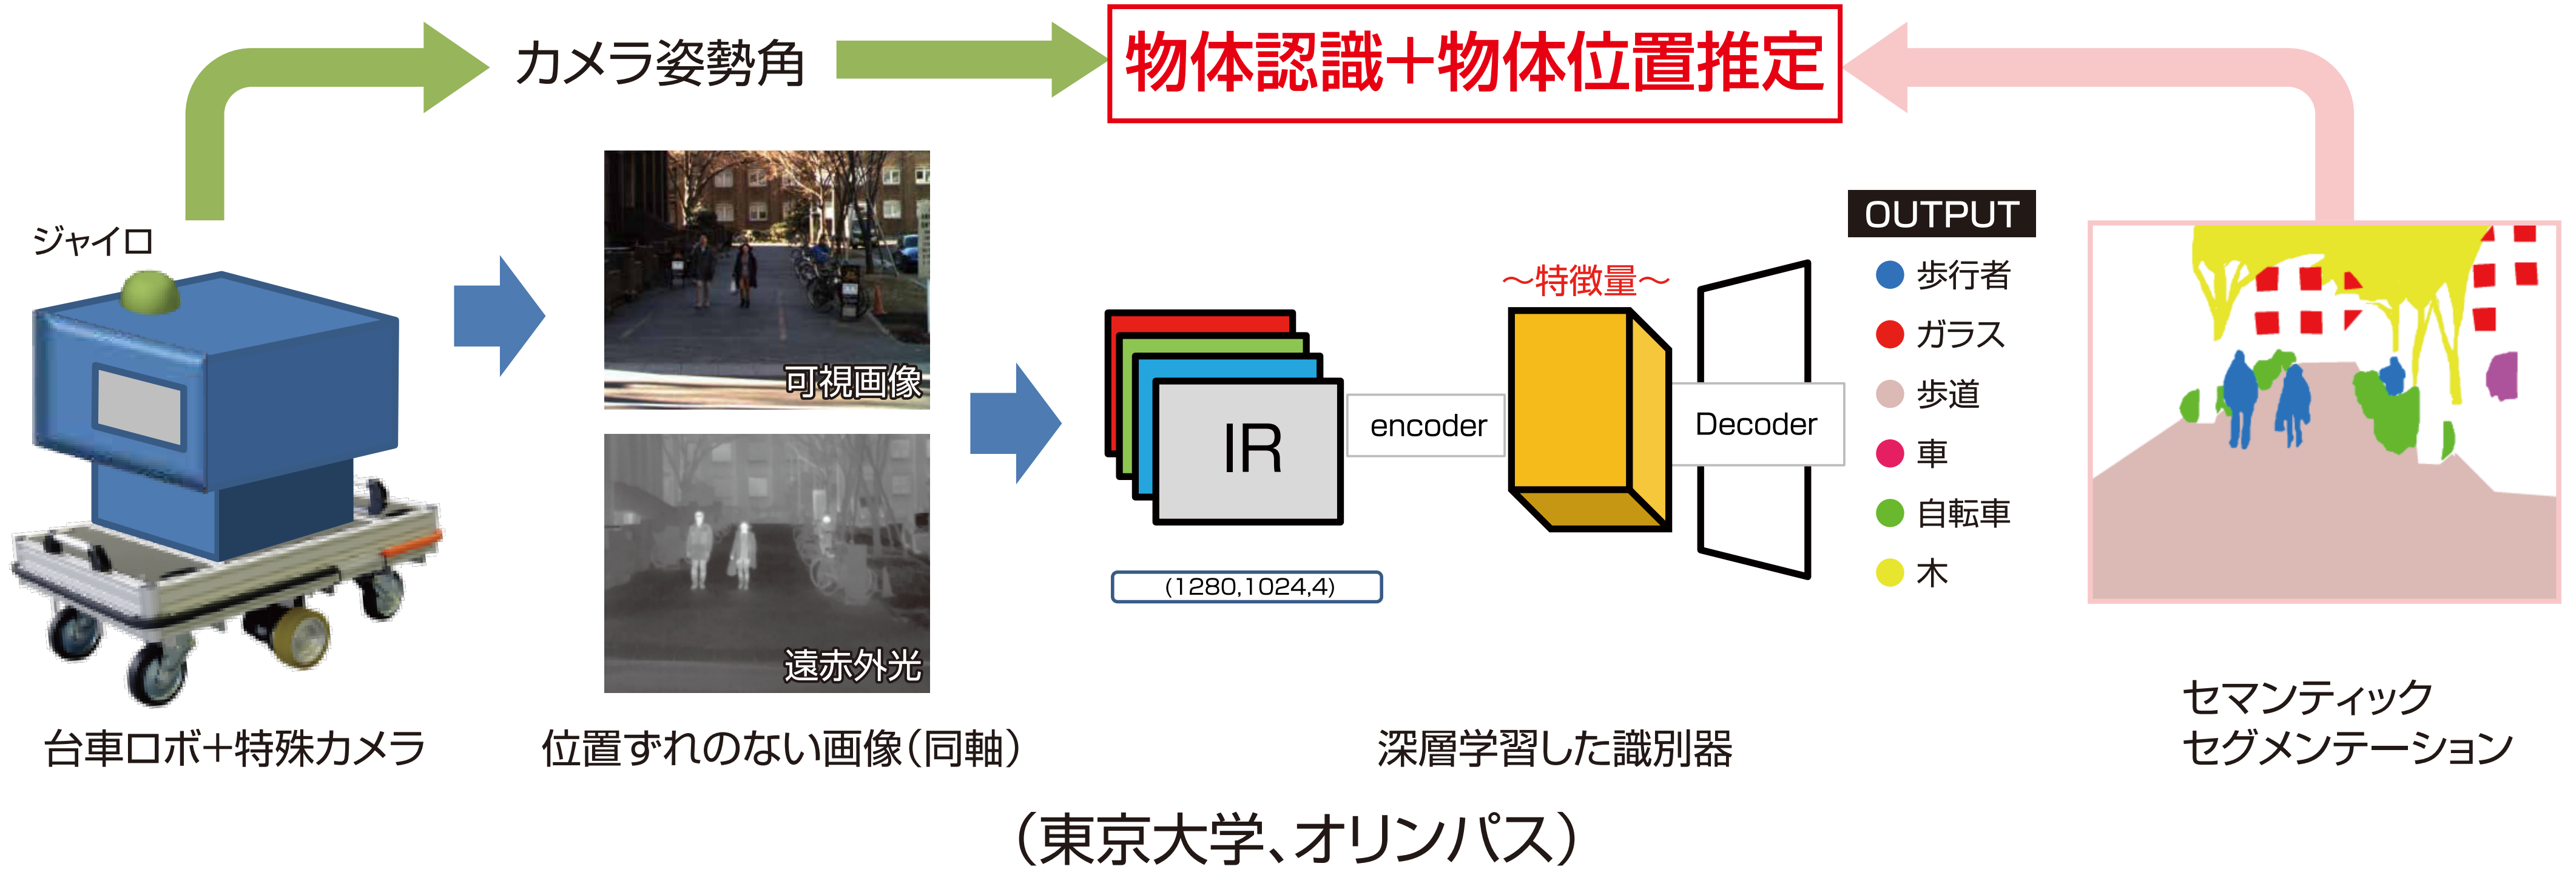 カメラ姿勢角
物体認識+物体位置推定
ジャイロ
可視画像
遠赤外光
IR
encoder
(1280,1024,4)
～特徴量～
Decoder
OUTPUT
歩行者
ガラス
歩道
車
自転車
木
台車ロボ+特殊カメラ
位置ずれのない画像(同軸)
深層学習した識別器
セマンティック
セグメンテーション
(東京大学、オリンパス)